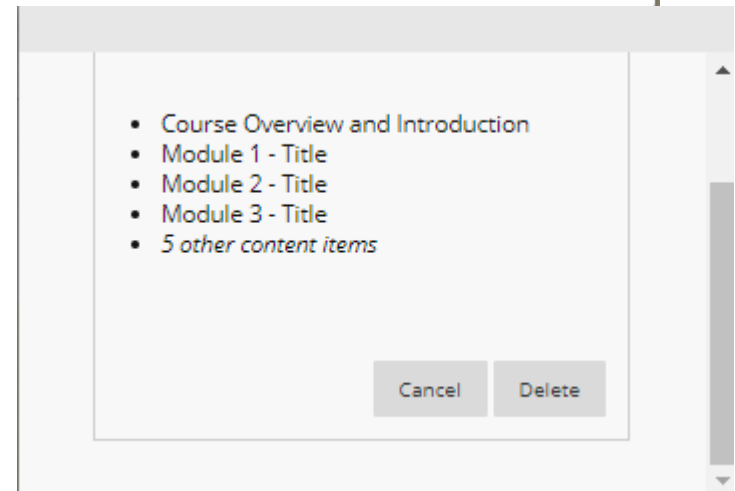 • Course Overview and Introduction
• Module 1 - Title
• Module 2 - Title
• Module 3 - Title
• 5 other content items
Cancel Delete